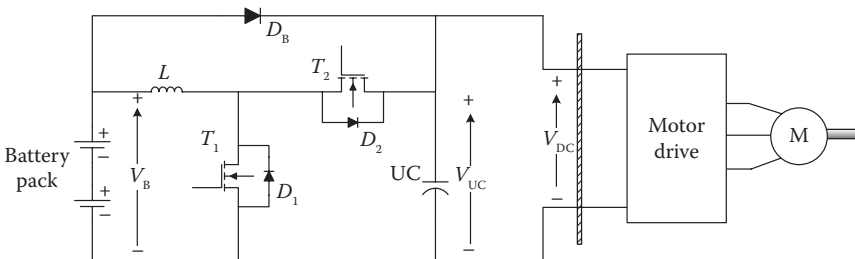 D_B
L
T_2
+
+
+
D_2
Battery pack
+
−
+
−
V_B
T_1
D_1
UC
V_UC
V_DC
Motor drive
M
−
−
−